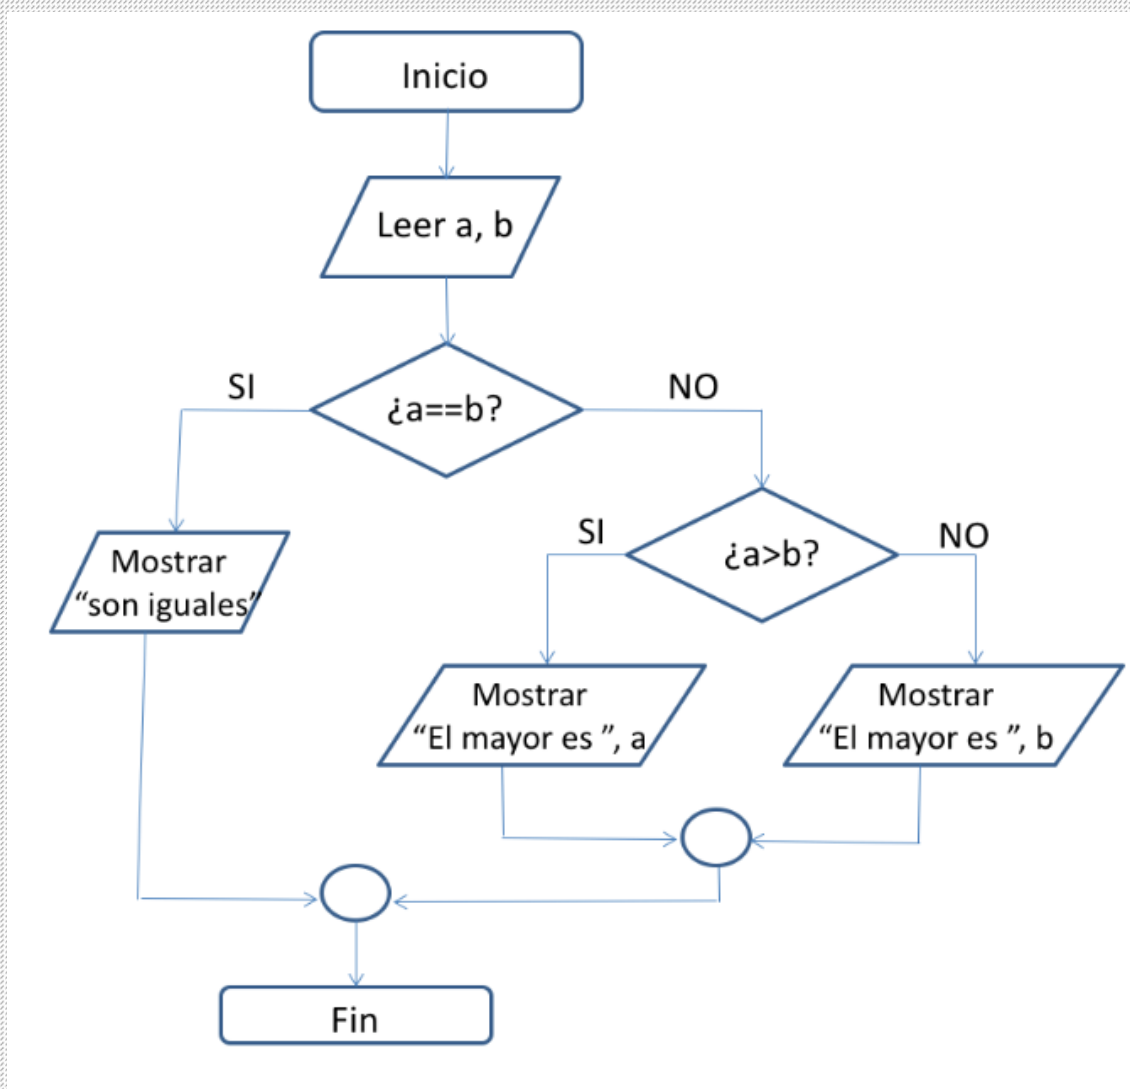 Inicio
Leer a, b
SI
¿a==b?
NO
Mostrar
“son iguales”
SI
¿a>b?
NO
Mostrar
“El mayor es ”, a
Mostrar
“El mayor es ”, b
Fin